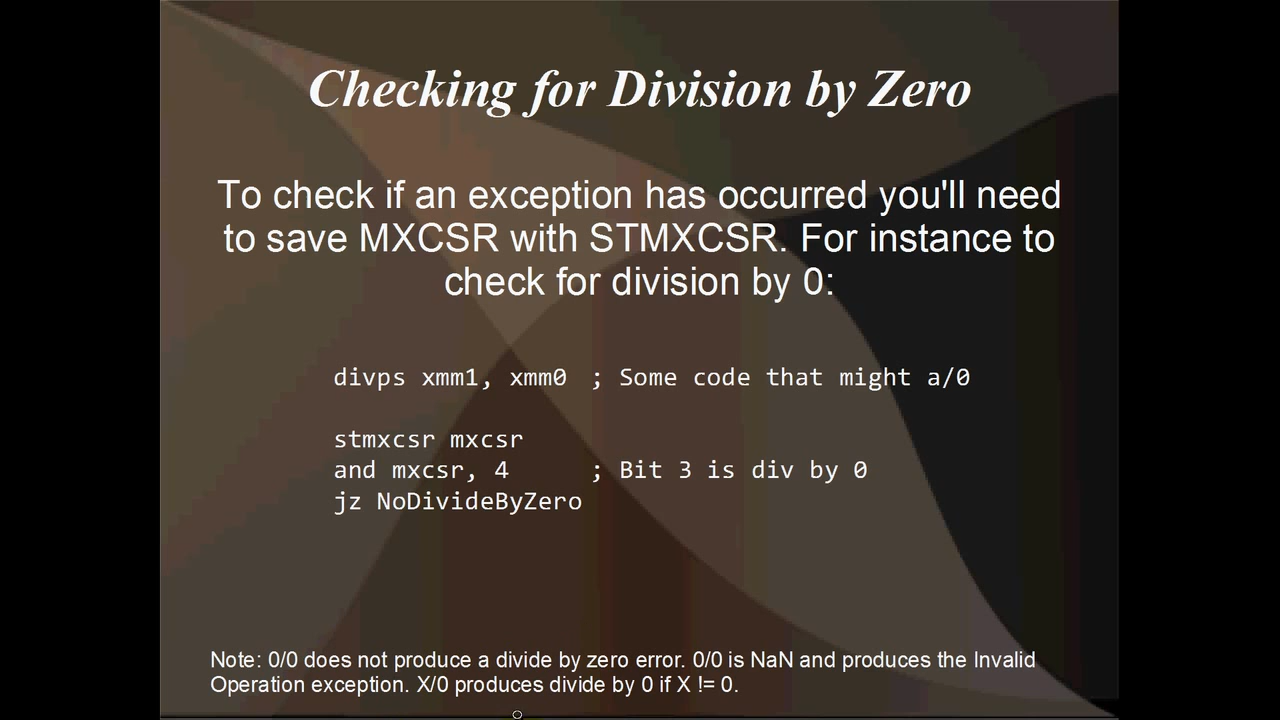 Checking for Division by Zero
To check if an exception has occurred you'll need
to save MXCSR with STMXCSR. For instance to
check for division by 0:
divps xmm1, xmm0 ; Some code that might a/0
stmxcsr mxcsr
and mxcsr, 4 ; Bit 3 is div by 0
jz NoDivideByZero
Note: 0/0 does not produce a divide by zero error. 0/0 is NaN and produces the Invalid
Operation exception. X/0 produces divide by 0 if X != 0.